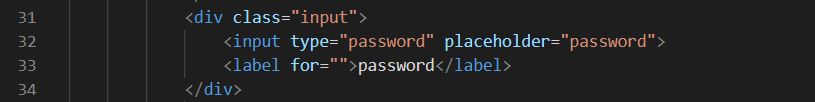 31 <div class="input">
32 <input type="password" placeholder="password">
33 <label for="">password</label>
34 </div>